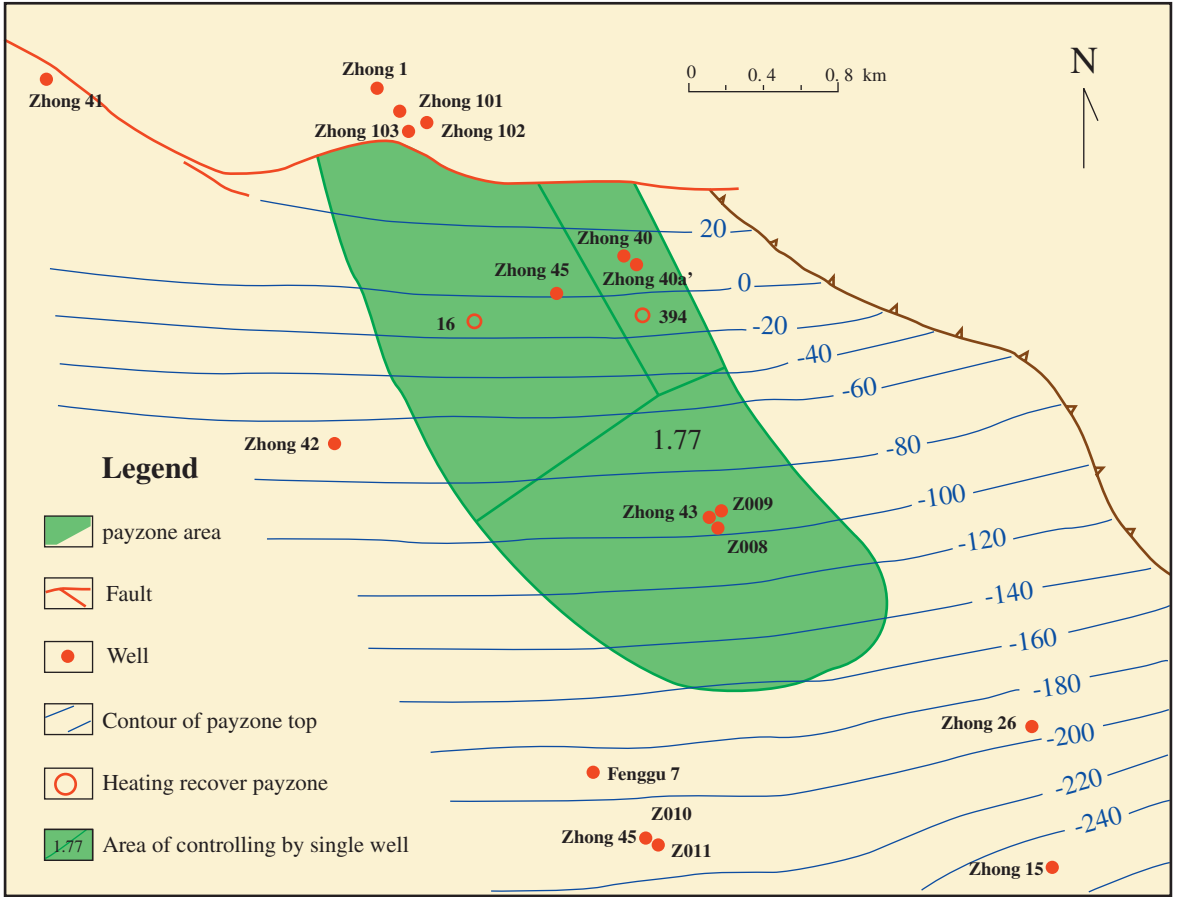 Zhong 1
0
0.4
0.8 km
N
Zhong 41
Zhong 101
Zhong 103
Zhong 102
20
Zhong 40
Zhong 45
Zhong 40a’
0
16
394
-20
-40
-60
1.77
Zhong 42
-80
Legend
Z009
-100
Zhong 43
payzone area
Z008
-120
Fault
-140
-160
Well
-180
Contour of payzone top
Zhong 26
-200
Fenggu 7
Heating recover payzone
-220
Z010
-240
Zhong 45
1.77
Area of controlling by single well
Z011
Zhong 15